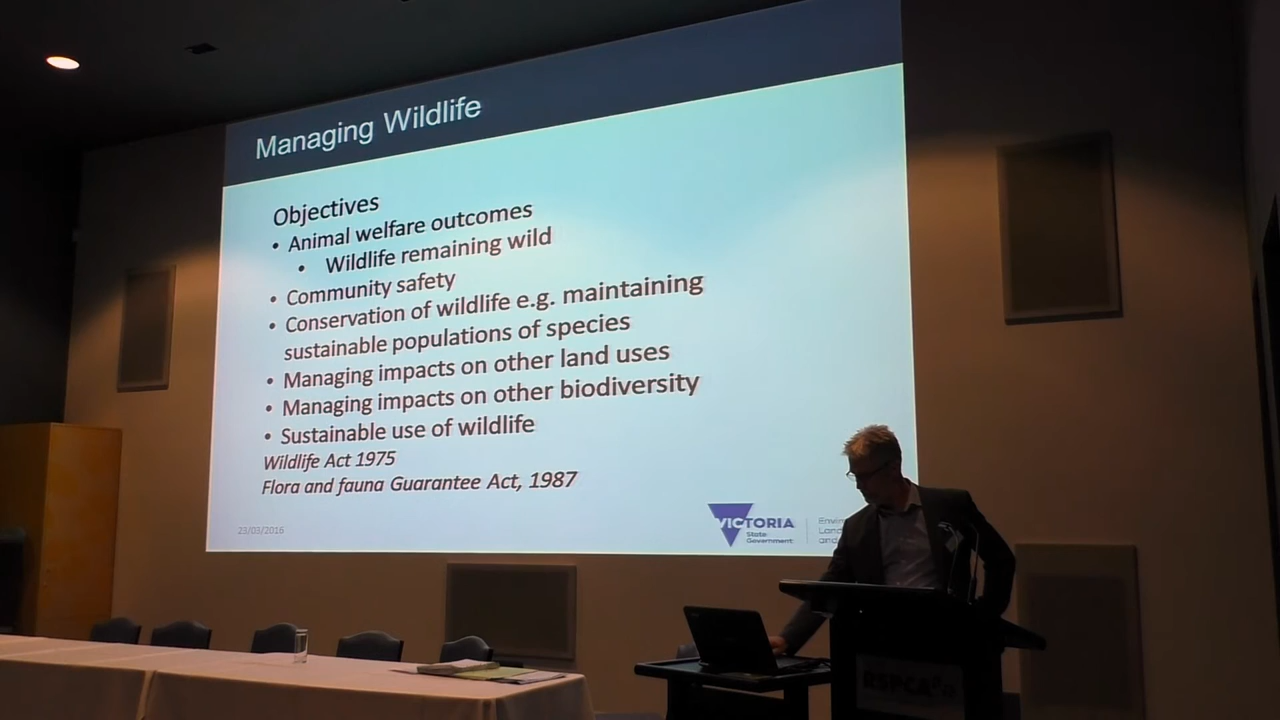 Managing Wildlife
Objectives
• Animal welfare outcomes
• Wildlife remaining wild
• Community safety
• Conservation of wildlife e.g. maintaining
sustainable populations of species
• Managing impacts on other land uses
• Managing impacts on other biodiversity
• Sustainable use of wildlife
Wildlife Act 1975
Flora and fauna Guarantee Act, 1987
23/03/2016
VICTORIA
State
Government
Land
and
RSPCA